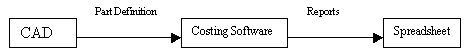 Part Definition
Reports
CAD
Costing Software
Spreadsheet